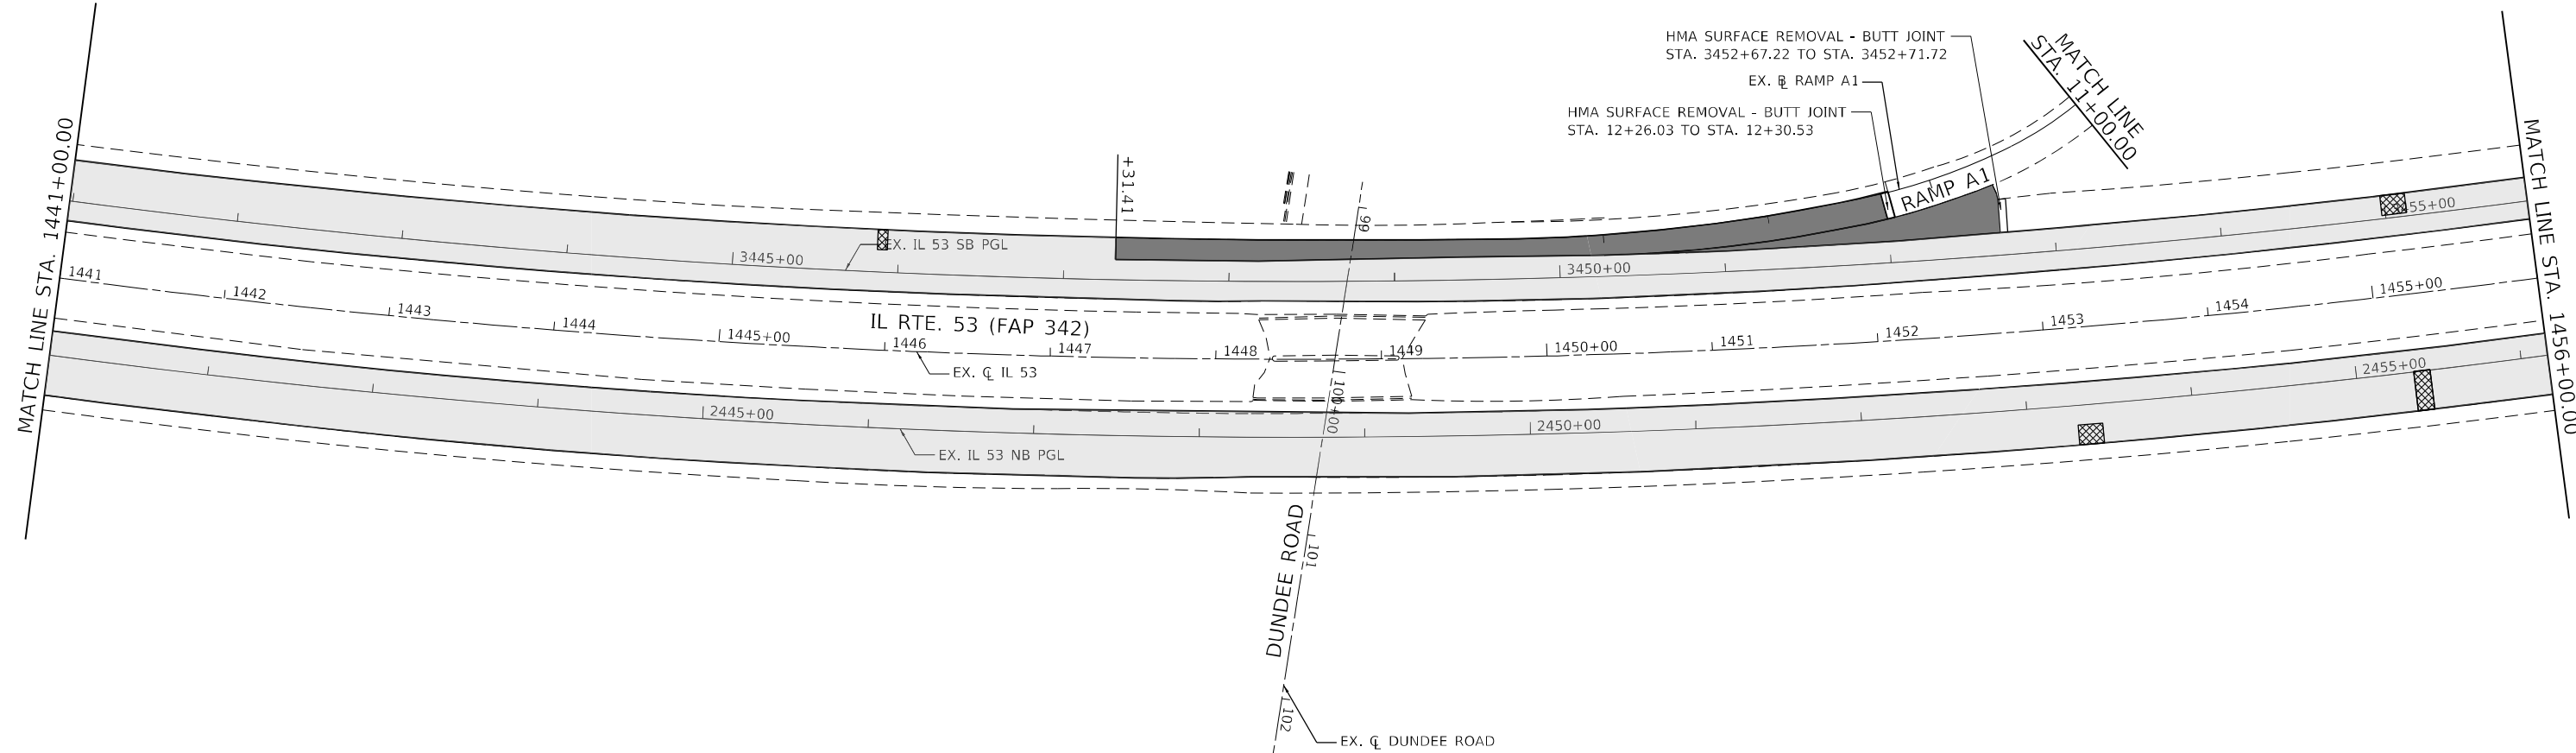 HMA SURFACE REMOVAL - BUTT JOINT
STA. 3452+67.22 TO STA. 3452+71.72
EX. ℄ RAMP A1
HMA SURFACE REMOVAL - BUTT JOINT
STA. 12+26.03 TO STA. 12+30.53
MATCH LINE
STA. 11+00.00
MATCH LINE STA. 1441+00.00
MATCH LINE STA. 1456+00.00
+31.41
RAMP A1
99
EX. IL 53 SB PGL
3445+00
3450+00
3455+00
1441
1442
1443
1444
1445+00
1446
1447
1448
1449
1450+00
1451
1452
1453
1454
1455+00
IL RTE. 53 (FAP 342)
EX. ℄ IL 53
100+00
2445+00
2450+00
2455+00
EX. IL 53 NB PGL
DUNDEE ROAD
101
102
EX. ℄ DUNDEE ROAD